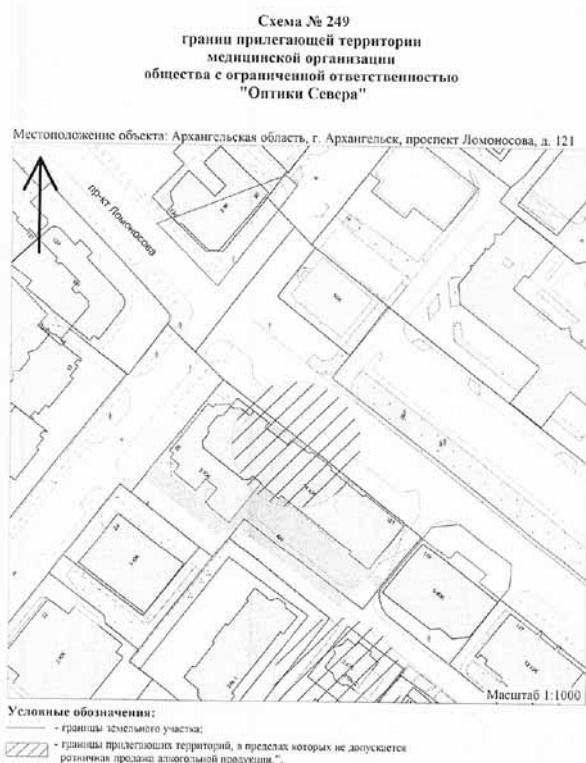 Схема № 249
границ прилегающей территории
медицинской организации
общества с ограниченной ответственностью
"Оптики Севера"
Местоположение объекта: Архангельская область, г. Архангельск, проспект Ломоносова, д. 121
пр-кт Ломоносова
Масштаб 1:1000
Условные обозначения:
- границы земельного участка;
- границы прилегающих территорий, в пределах которых не допускается
розничная продажа алкогольной продукции.".